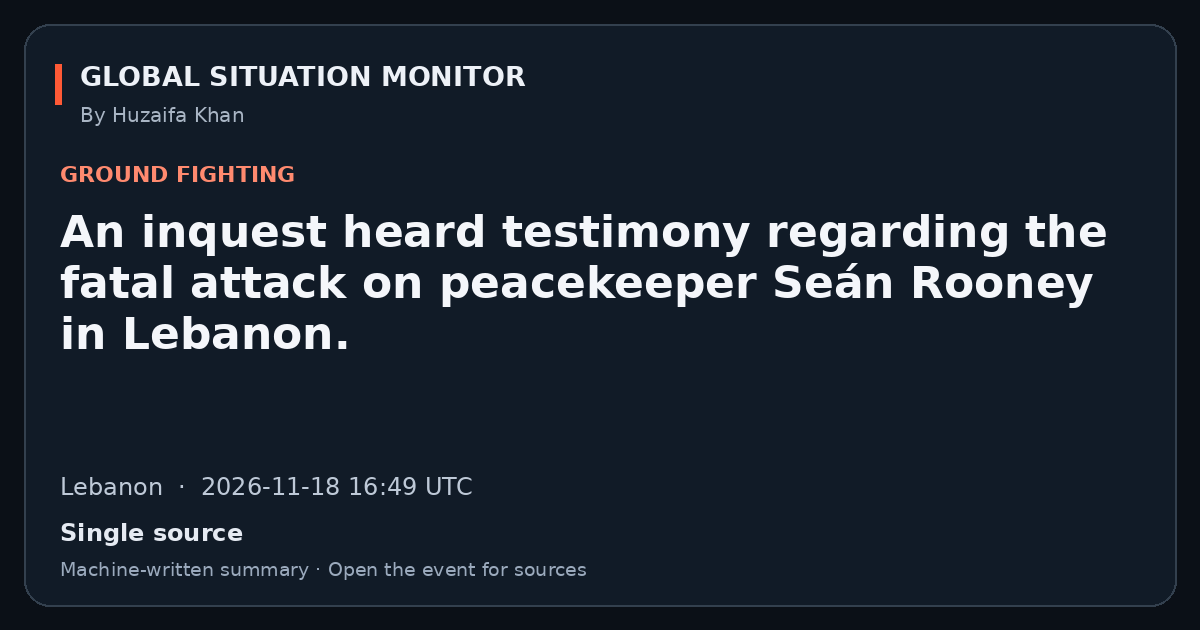 GLOBAL SITUATION MONITOR
By Huzaifa Khan
GROUND FIGHTING
An inquest heard testimony regarding the
fatal attack on peacekeeper Seán Rooney
in Lebanon.
Lebanon · 2026-11-18 16:49 UTC
Single source
Machine-written summary · Open the event for sources